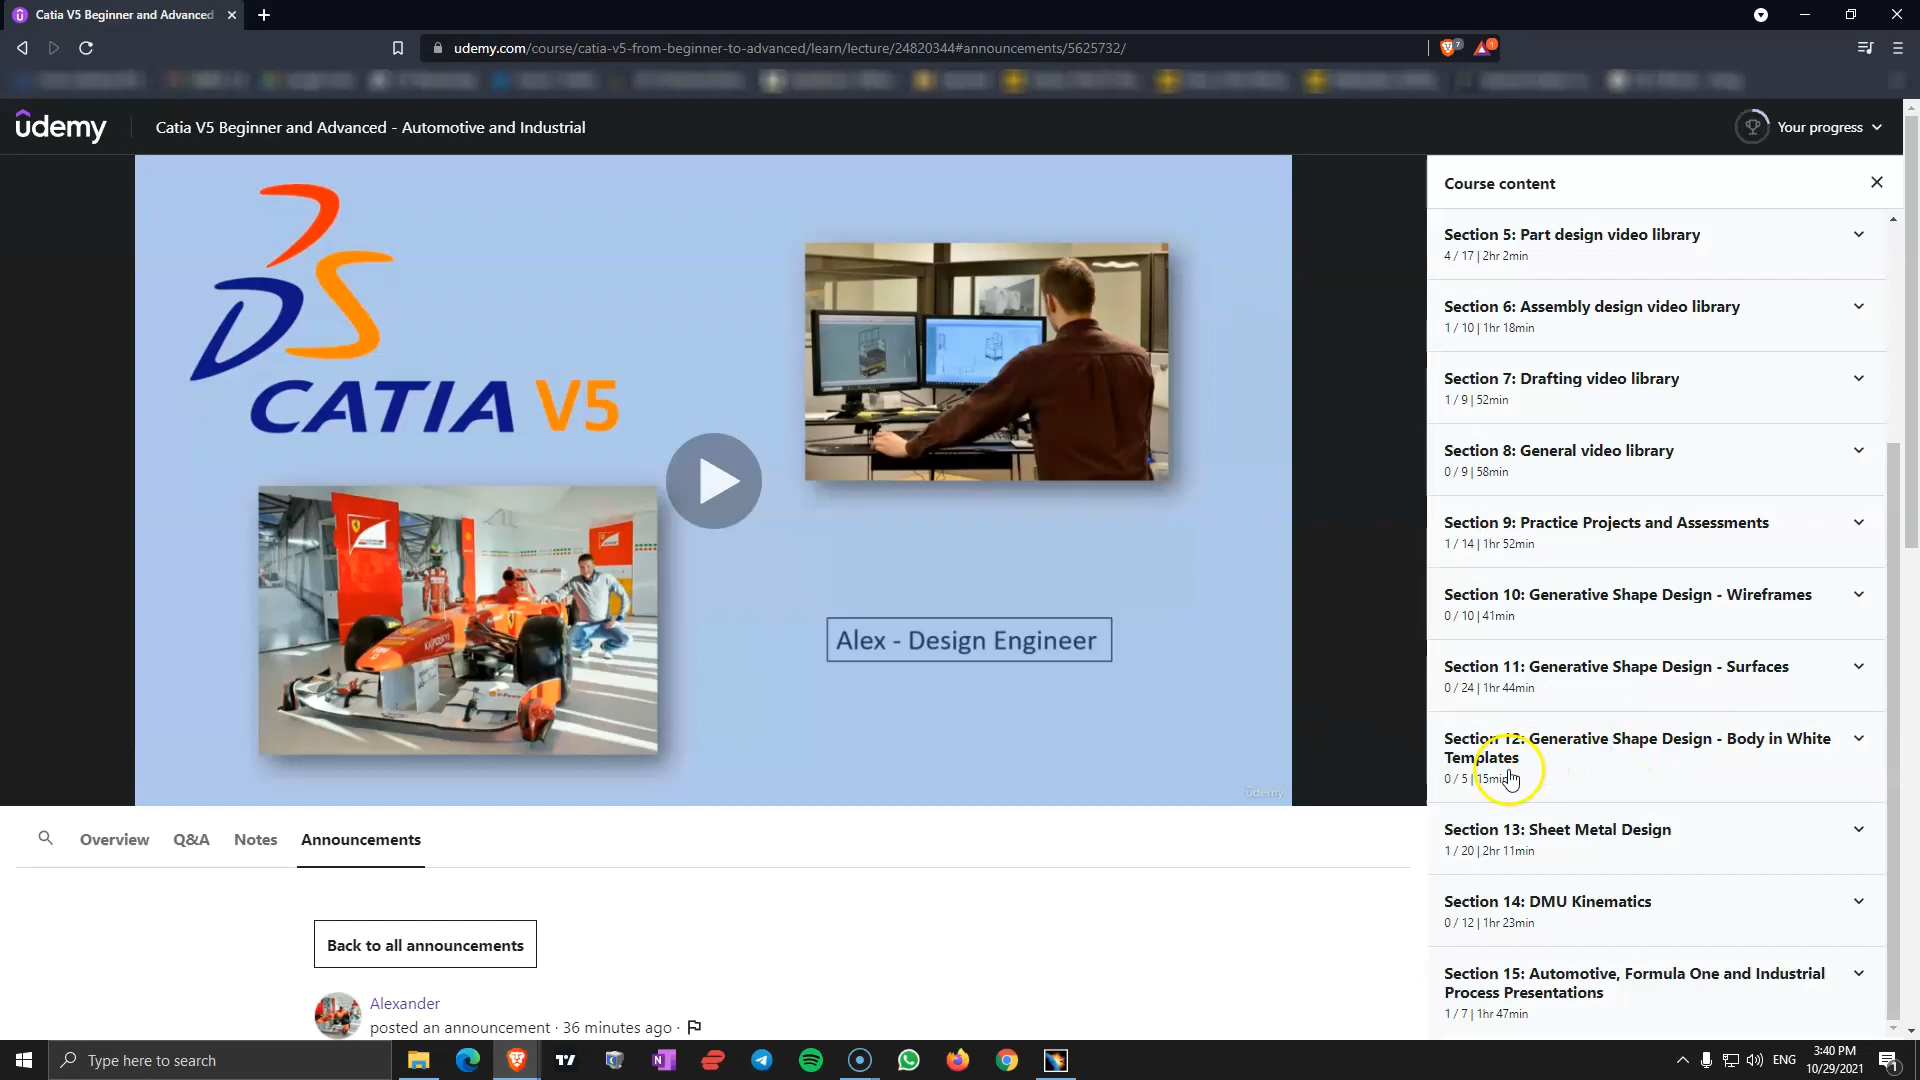 Catia V5 Beginner and Advanced
udemy.com/course/catia-v5-from-beginner-to-advanced/learn/lecture/24820344#announcements/5625732/
7
1
ûdemy
Catia V5 Beginner and Advanced - Automotive and Industrial
Your progress
CATIA V5
Alex - Design Engineer
ûdemy
Course content
Section 5: Part design video library
4 / 17 | 2hr 2min
Section 6: Assembly design video library
1 / 10 | 1hr 18min
Section 7: Drafting video library
1 / 9 | 52min
Section 8: General video library
0 / 9 | 58min
Section 9: Practice Projects and Assessments
1 / 14 | 1hr 52min
Section 10: Generative Shape Design - Wireframes
0 / 10 | 41min
Section 11: Generative Shape Design - Surfaces
0 / 24 | 1hr 44min
Section 12: Generative Shape Design - Body in White
Templates
0 / 5 | 15min
Section 13: Sheet Metal Design
1 / 20 | 2hr 11min
Section 14: DMU Kinematics
0 / 12 | 1hr 23min
Section 15: Automotive, Formula One and Industrial
Process Presentations
1 / 7 | 1hr 47min
Overview Q&A Notes Announcements
Back to all announcements
Alexander
posted an announcement · 36 minutes ago ·
Type here to search
ENG
3:40 PM
10/29/2021
1